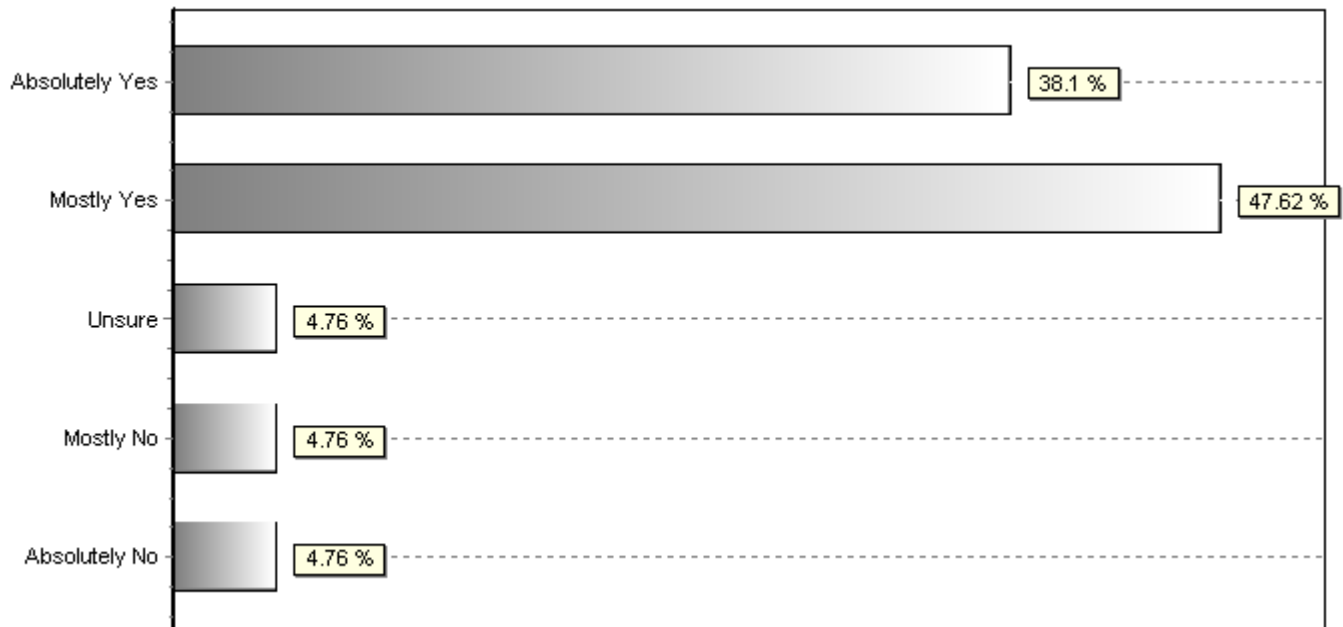 Absolutely Yes 38.1 %
Mostly Yes 47.62 %
Unsure 4.76 %
Mostly No 4.76 %
Absolutely No 4.76 %